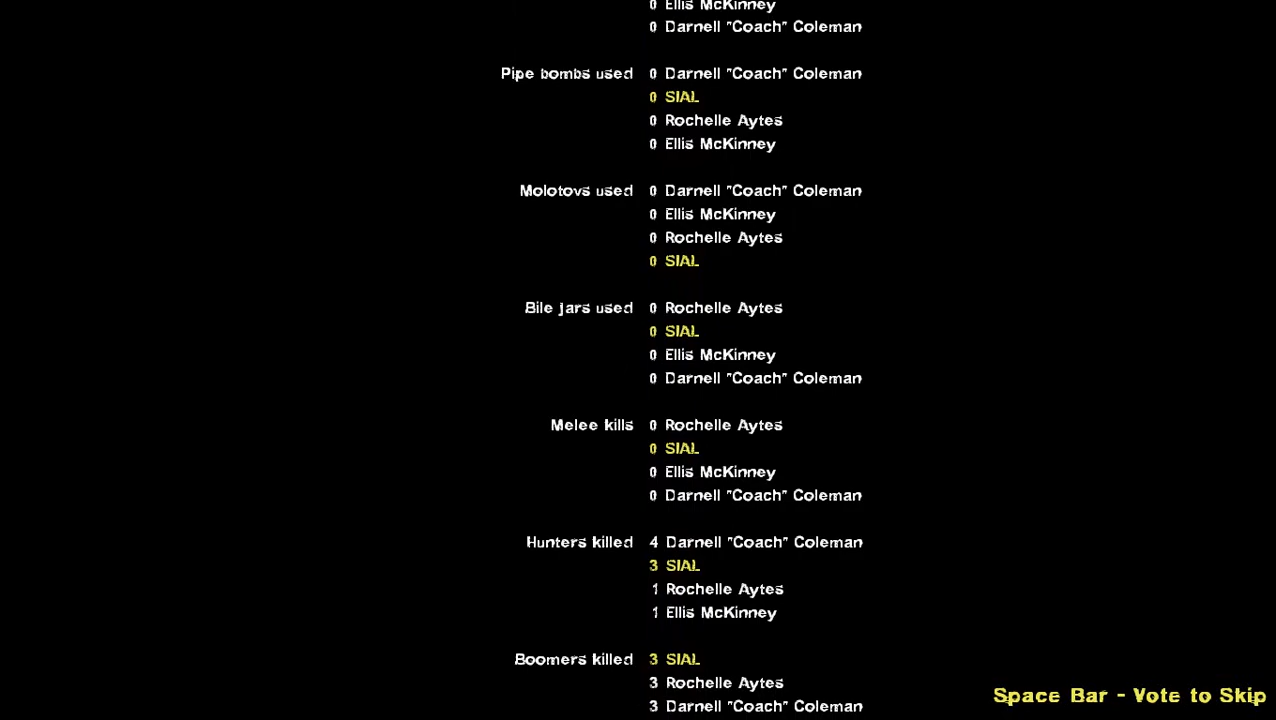 0 Ellis McKinney
0 Darnell "Coach" Coleman
Pipe bombs used 0 Darnell "Coach" Coleman
0 SIAL
0 Rochelle Aytes
0 Ellis McKinney
Molotovs used 0 Darnell "Coach" Coleman
0 Ellis McKinney
0 Rochelle Aytes
0 SIAL
Bile jars used 0 Rochelle Aytes
0 SIAL
0 Ellis McKinney
0 Darnell "Coach" Coleman
Melee kills 0 Rochelle Aytes
0 SIAL
0 Ellis McKinney
0 Darnell "Coach" Coleman
Hunters killed 4 Darnell "Coach" Coleman
3 SIAL
1 Rochelle Aytes
1 Ellis McKinney
Boomers killed 3 SIAL
3 Rochelle Aytes
3 Darnell "Coach" Coleman
Space Bar - Vote to Skip